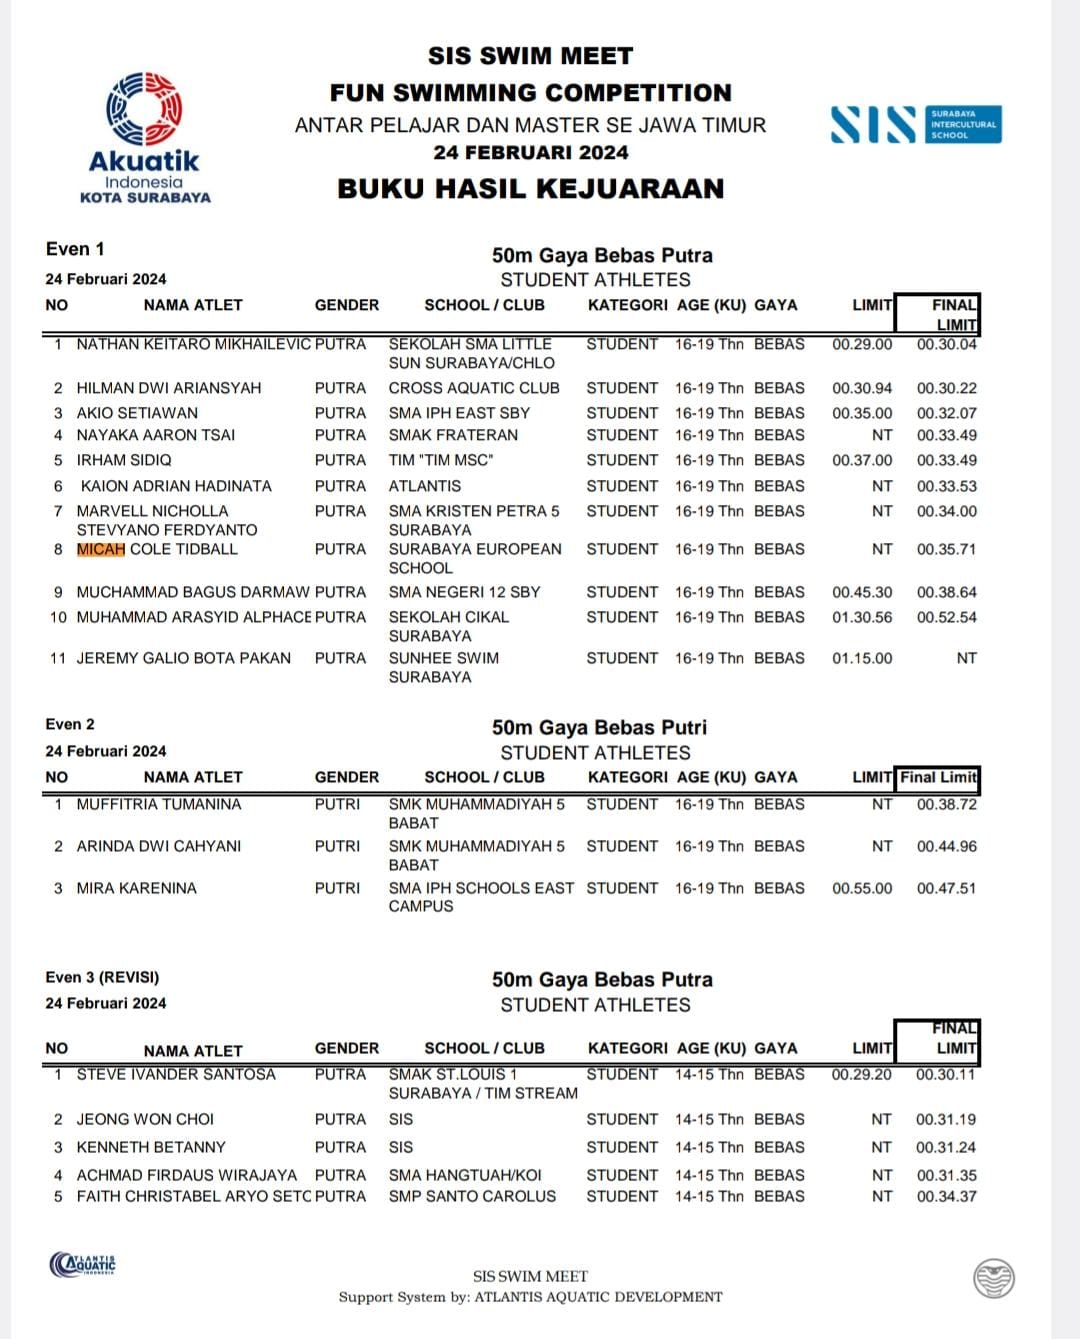 SIS SWIM MEET
FUN SWIMMING COMPETITION
ANTAR PELAJAR DAN MASTER SE JAWA TIMUR
24 FEBRUARI 2024
BUKU HASIL KEJUARAAN
Akuatik
Indonesia
KOTA SURABAYA
SIS SURABAYA
INTERCULTURAL
SCHOOL
Even 1
50m Gaya Bebas Putra
24 Februari 2024
STUDENT ATHLETES
NO NAMA ATLET GENDER SCHOOL / CLUB KATEGORI AGE (KU) GAYA LIMIT FINAL
LIMIT
1 NATHAN KEITARO MIKHAILEVIC PUTRA SEKOLAH SMA LITTLE STUDENT 16-19 Thn BEBAS 00.29.00 00.30.04
SUN SURABAYA/CHLO
2 HILMAN DWI ARIANSYAH PUTRA CROSS AQUATIC CLUB STUDENT 16-19 Thn BEBAS 00.30.94 00.30.22
3 AKIO SETIAWAN PUTRA SMA IPH EAST SBY STUDENT 16-19 Thn BEBAS 00.35.00 00.32.07
4 NAYAKA AARON TSAI PUTRA SMAK FRATERAN STUDENT 16-19 Thn BEBAS NT 00.33.49
5 IRHAM SIDIQ PUTRA TIM "TIM MSC" STUDENT 16-19 Thn BEBAS 00.37.00 00.33.49
6 KAION ADRIAN HADINATA PUTRA ATLANTIS STUDENT 16-19 Thn BEBAS NT 00.33.53
7 MARVELL NICHOLLA PUTRA SMA KRISTEN PETRA 5 STUDENT 16-19 Thn BEBAS NT 00.34.00
STEVYANO FERDYANTO SURABAYA
8 MICAH COLE TIDBALL PUTRA SURABAYA EUROPEAN STUDENT 16-19 Thn BEBAS NT 00.35.71
SCHOOL
9 MUCHAMMAD BAGUS DARMAW PUTRA SMA NEGERI 12 SBY STUDENT 16-19 Thn BEBAS 00.45.30 00.38.64
10 MUHAMMAD ARASYID ALPHACE PUTRA SEKOLAH CIKAL STUDENT 16-19 Thn BEBAS 01.30.56 00.52.54
SURABAYA
11 JEREMY GALIO BOTA PAKAN PUTRA SUNHEE SWIM STUDENT 16-19 Thn BEBAS 01.15.00 NT
SURABAYA
Even 2
50m Gaya Bebas Putri
24 Februari 2024
STUDENT ATHLETES
NO NAMA ATLET GENDER SCHOOL / CLUB KATEGORI AGE (KU) GAYA LIMIT Final Limit
1 MUFFITRIA TUMANINA PUTRI SMK MUHAMMADIYAH 5 STUDENT 16-19 Thn BEBAS NT 00.38.72
BABAT
2 ARINDA DWI CAHYANI PUTRI SMK MUHAMMADIYAH 5 STUDENT 16-19 Thn BEBAS NT 00.44.96
BABAT
3 MIRA KARENINA PUTRI SMA IPH SCHOOLS EAST STUDENT 16-19 Thn BEBAS 00.55.00 00.47.51
CAMPUS
Even 3 (REVISI)
50m Gaya Bebas Putra
24 Februari 2024
STUDENT ATHLETES
FINAL
NO NAMA ATLET GENDER SCHOOL / CLUB KATEGORI AGE (KU) GAYA LIMIT LIMIT
1 STEVE IVANDER SANTOSA PUTRA SMAK ST.LOUIS 1 STUDENT 14-15 Thn BEBAS 00.29.20 00.30.11
SURABAYA / TIM STREAM
2 JEONG WON CHOI PUTRA SIS STUDENT 14-15 Thn BEBAS NT 00.31.19
3 KENNETH BETANNY PUTRA SIS STUDENT 14-15 Thn BEBAS NT 00.31.24
4 ACHMAD FIRDAUS WIRAJAYA PUTRA SMA HANGTUAH/KOI STUDENT 14-15 Thn BEBAS NT 00.31.35
5 FAITH CHRISTABEL ARYO SETC PUTRA SMP SANTO CAROLUS STUDENT 14-15 Thn BEBAS NT 00.34.37
ATLANTIS
AQUATIC
INDONESIA
SIS SWIM MEET
Support System by: ATLANTIS AQUATIC DEVELOPMENT